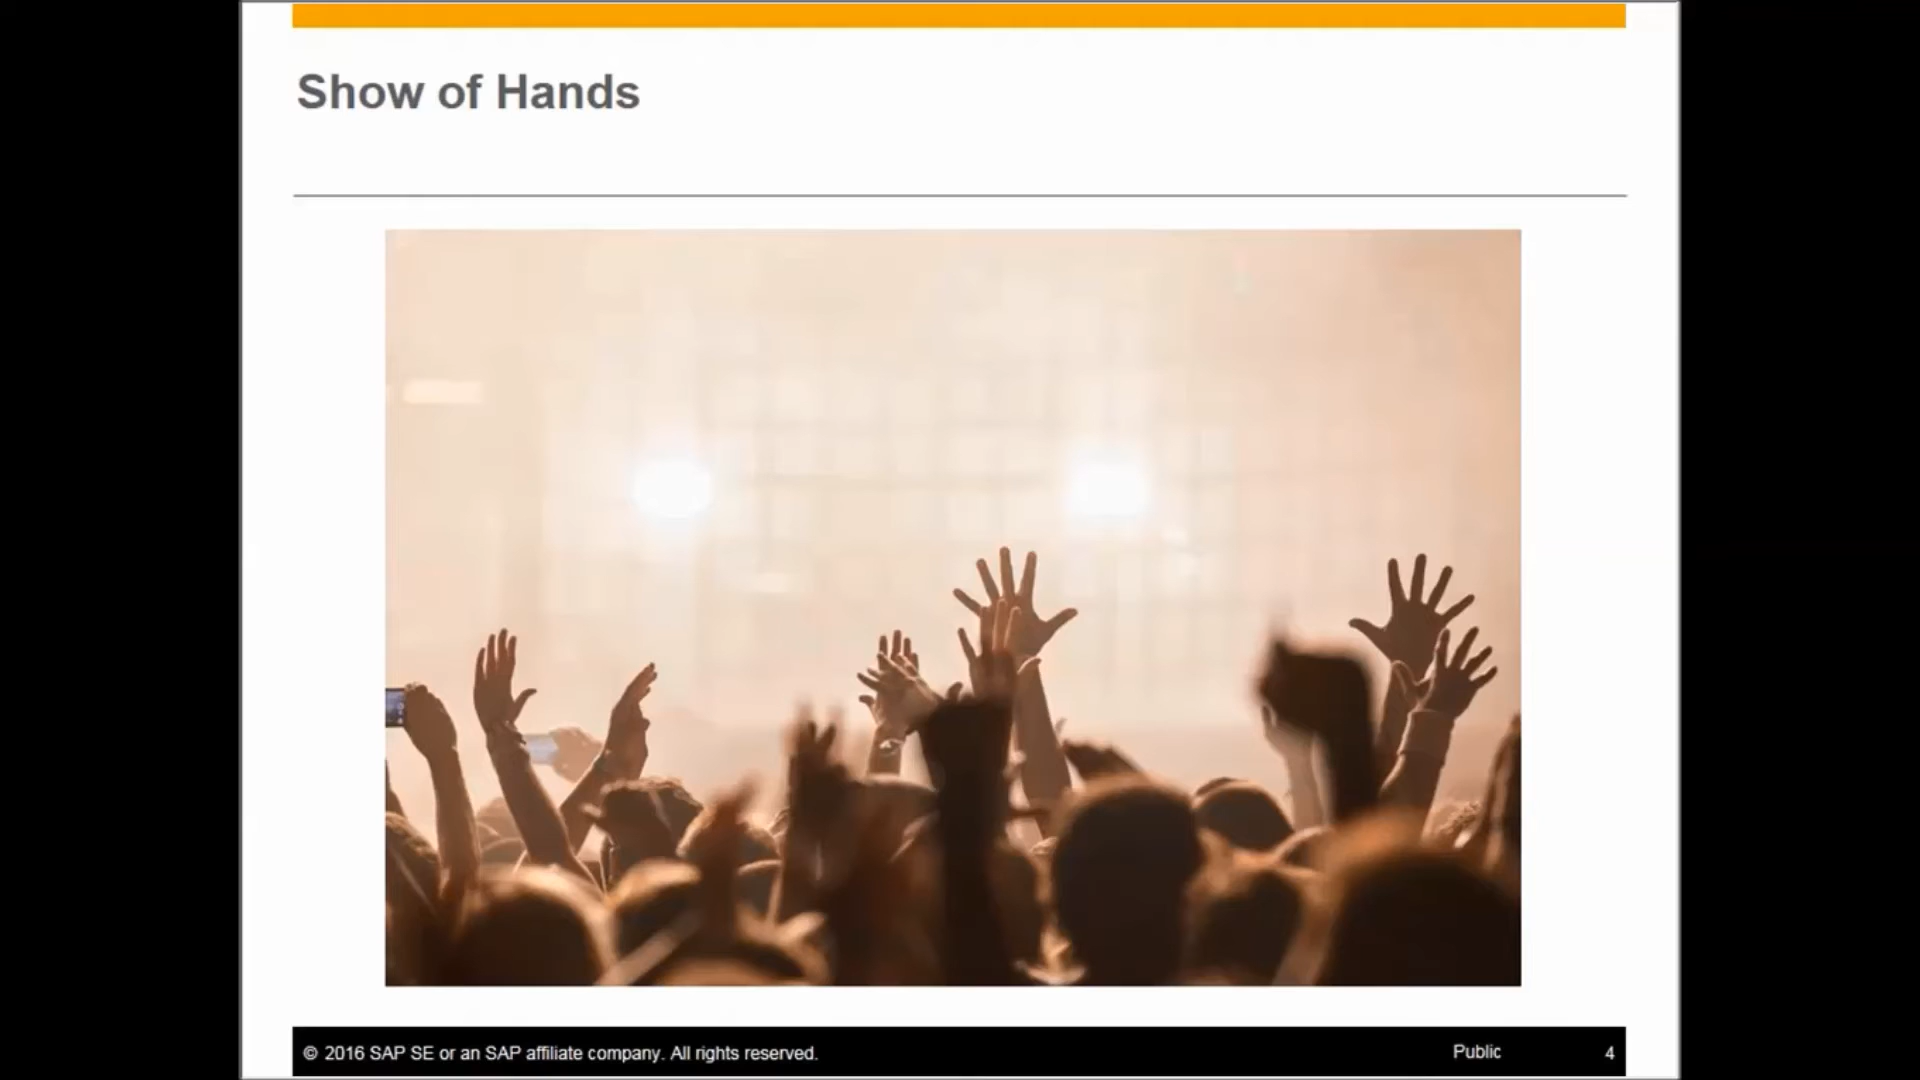 Show of Hands
© 2016 SAP SE or an SAP affiliate company. All rights reserved.
Public
4